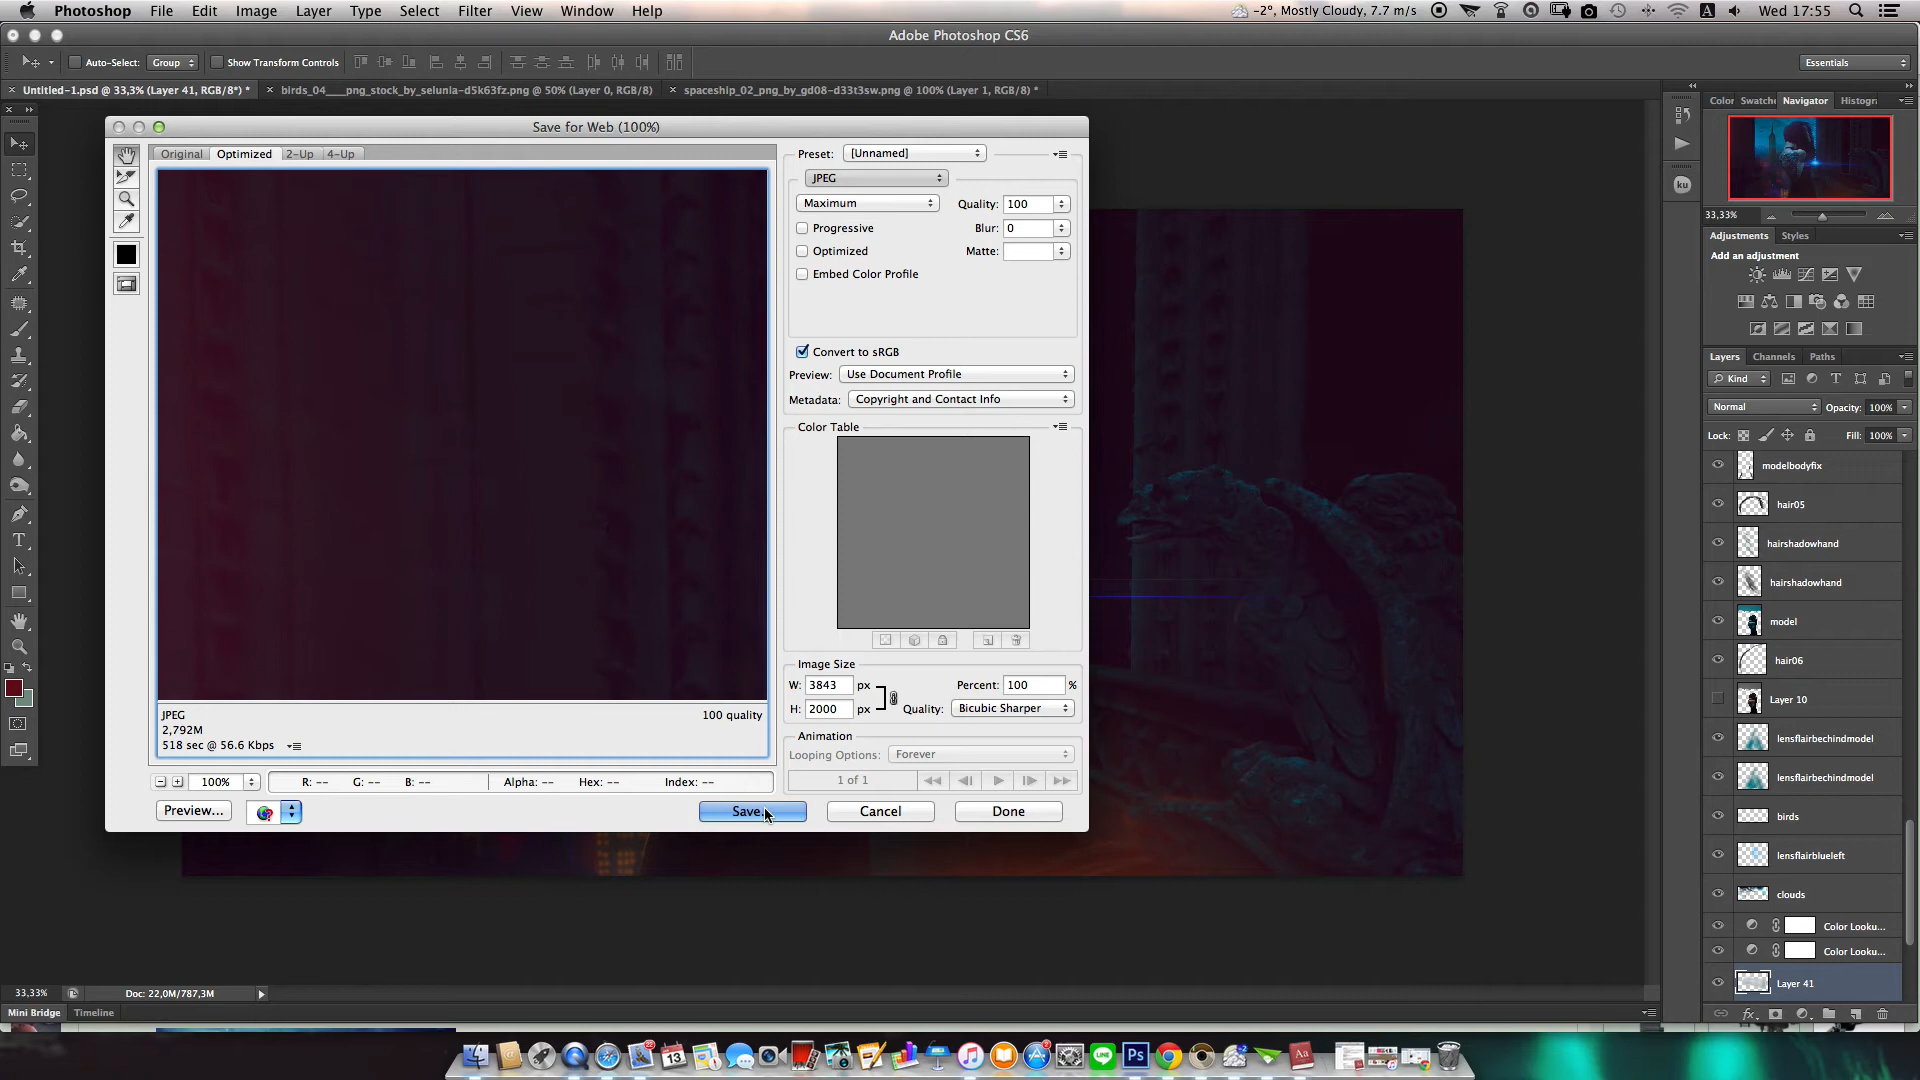 Photoshop File Edit Image Layer Type Select Filter View Window Help -2°, Mostly Cloudy, 7.7 m/s Wed 17:55
Adobe Photoshop CS6
Auto-Select: Group Show Transform Controls Essentials
Untitled-1.psd @ 33,3% (Layer 41, RGB/8*) * birds_04___png_stock_by_selunia-d5k63fz.png @ 50% (Layer 0, RGB/8) spaceship_02_png_by_gd08-d33t3sw.png @ 100% (Layer 1, RGB/8) *
Color Swatche Navigator Histogr
Save for Web (100%)
Original Optimized 2-Up 4-Up
Preset: [Unnamed]
JPEG
Maximum Quality: 100
Progressive Blur: 0
Optimized Matte:
Embed Color Profile
Convert to sRGB
Preview: Use Document Profile
Metadata: Copyright and Contact Info
Color Table
Image Size
W: 3843 px Percent: 100 %
H: 2000 px Quality: Bicubic Sharper
Animation
Looping Options: Forever
1 of 1
JPEG 100 quality
2,792M
518 sec @ 56.6 Kbps
100% R: -- G: -- B: -- Alpha: -- Hex: -- Index: --
Preview... Save Cancel Done
ku
33,33%
Adjustments Styles
Add an adjustment
Layers Channels Paths
Kind
Normal Opacity: 100%
Lock: Fill: 100%
modelbodyfix
hair05
hairshadowhand
hairshadowhand
model
hair06
Layer 10
lensflairbechindmodel
lensflairbechindmodel
birds
lensflairblueleft
clouds
Color Looku...
Color Looku...
Layer 41
33,33% Doc: 22,0M/787,3M
Mini Bridge Timeline